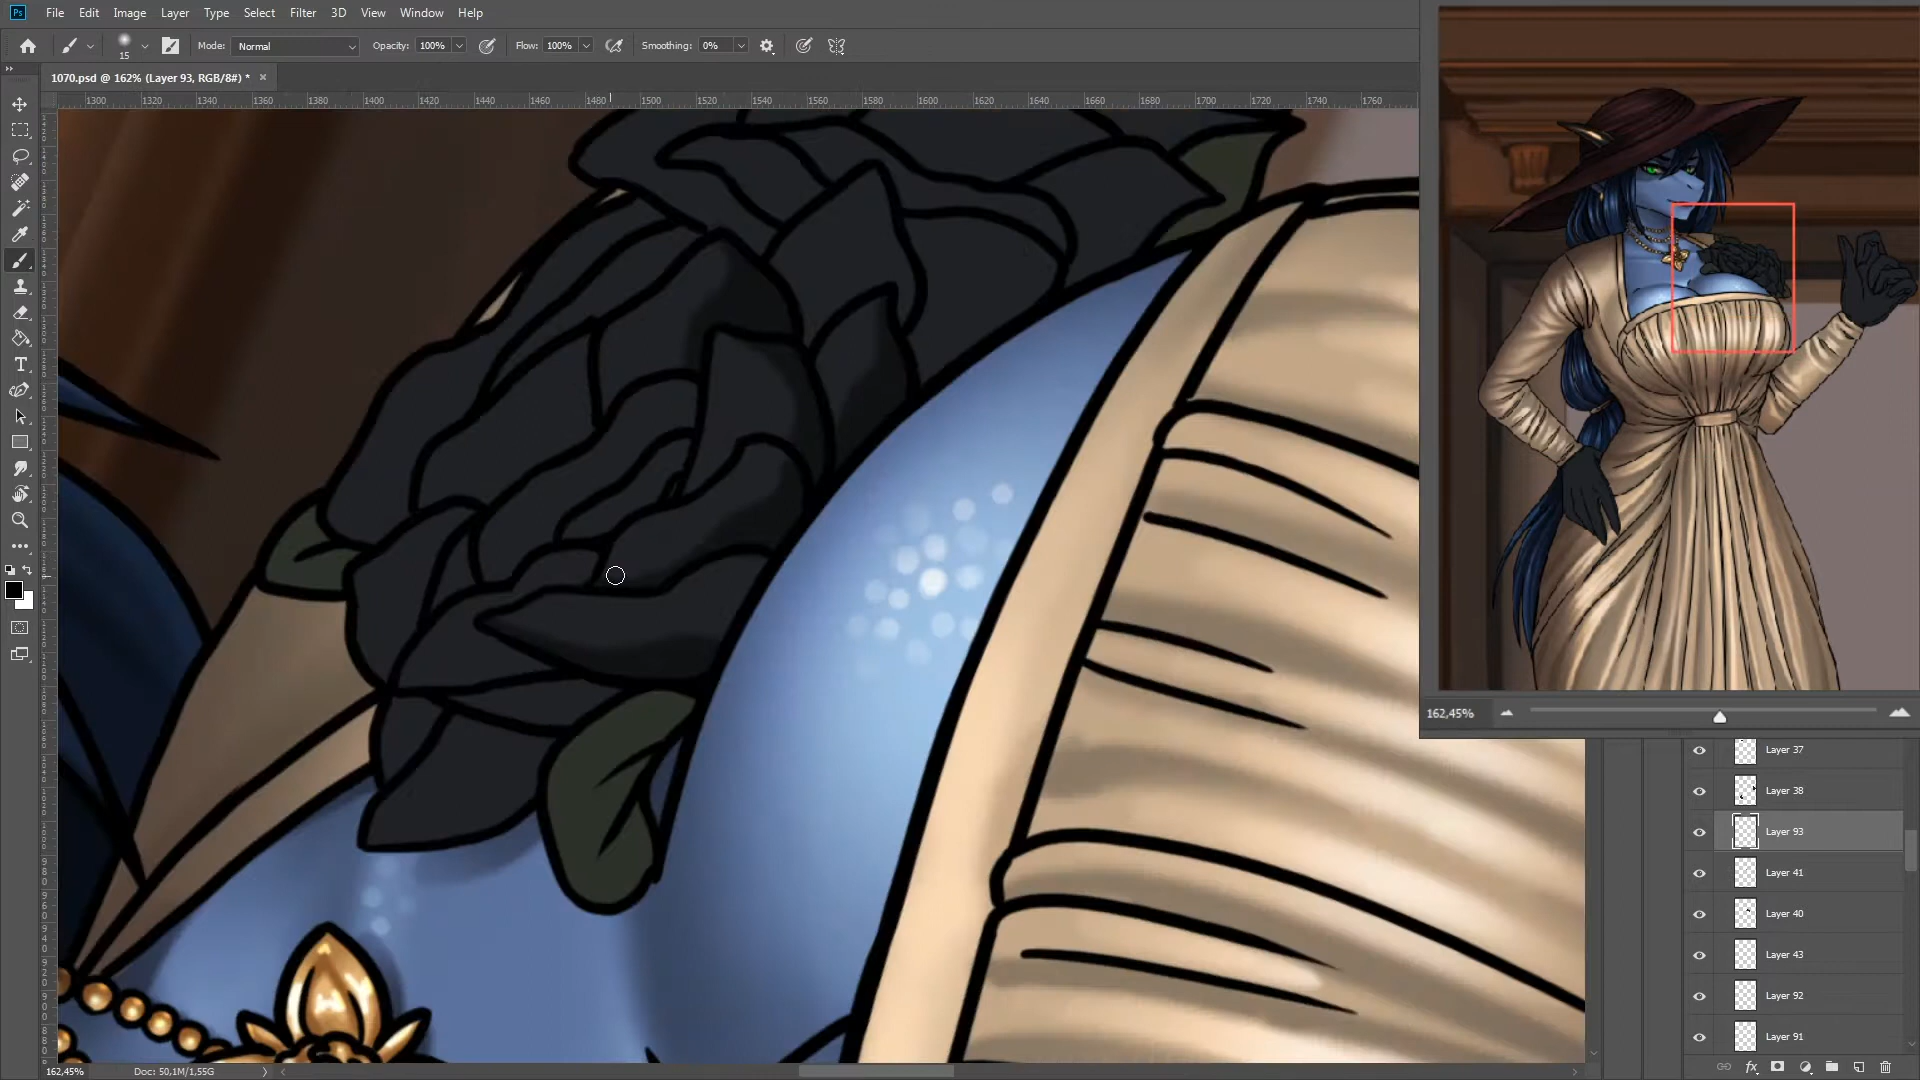 Ps File Edit Image Layer Type Select Filter 3D View Window Help
15 Mode: Normal Opacity: 100% Flow: 100% Smoothing: 0%
1070.psd @ 162% (Layer 93, RGB/8#) * ×
1300 1320 1340 1360 1380 1400 1420 1440 1460 1480 1500 1520 1540 1560 1580 1600 1620 1640 1660 1680 1700 1720 1740 1760
162,45%
Layer 37
Layer 38
Layer 93
Layer 41
Layer 40
Layer 43
Layer 92
Layer 91
162,45% Doc: 50,1M/1,55G